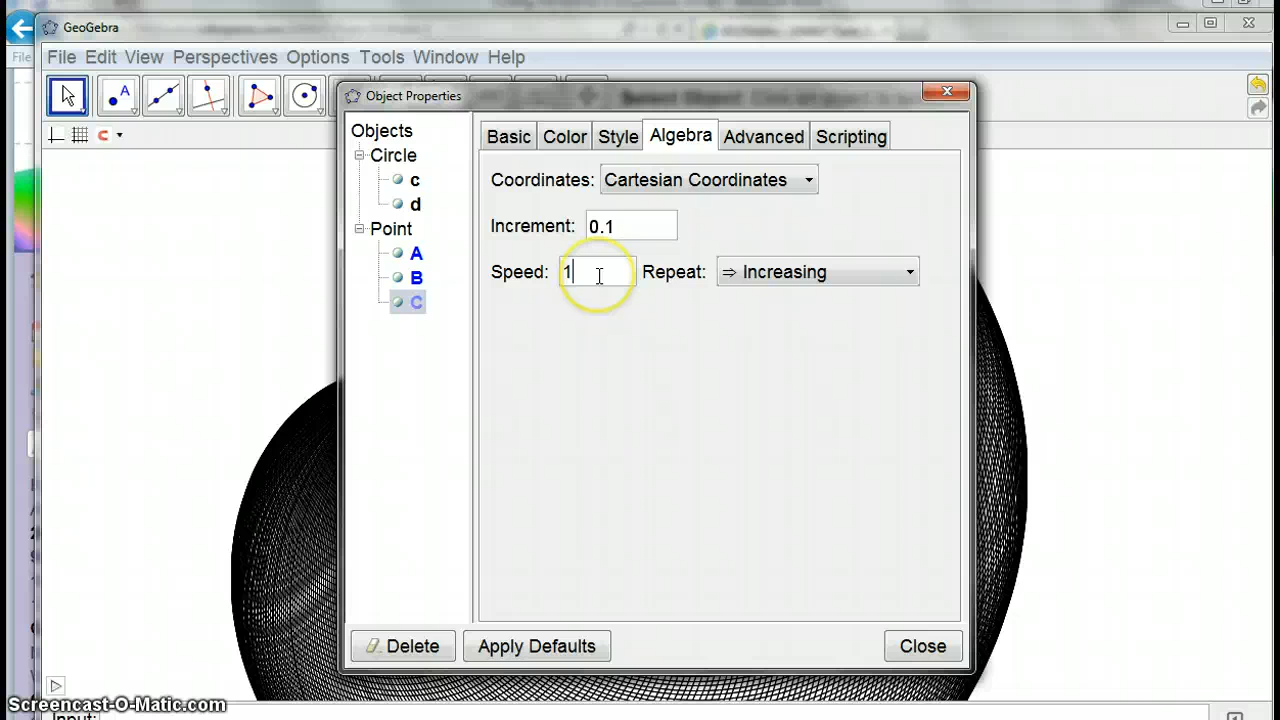 GeoGebra
File
File Edit View Perspectives Options Tools Window Help
A
Object Properties
Objects
Circle
c
d
Point
A
B
C
Basic Color Style Algebra Advanced Scripting
Coordinates: Cartesian Coordinates
Increment: 0.1
Speed: 1 Repeat: ⇒ Increasing
Delete Apply Defaults Close
Screencast-O-Matic.com
Input: